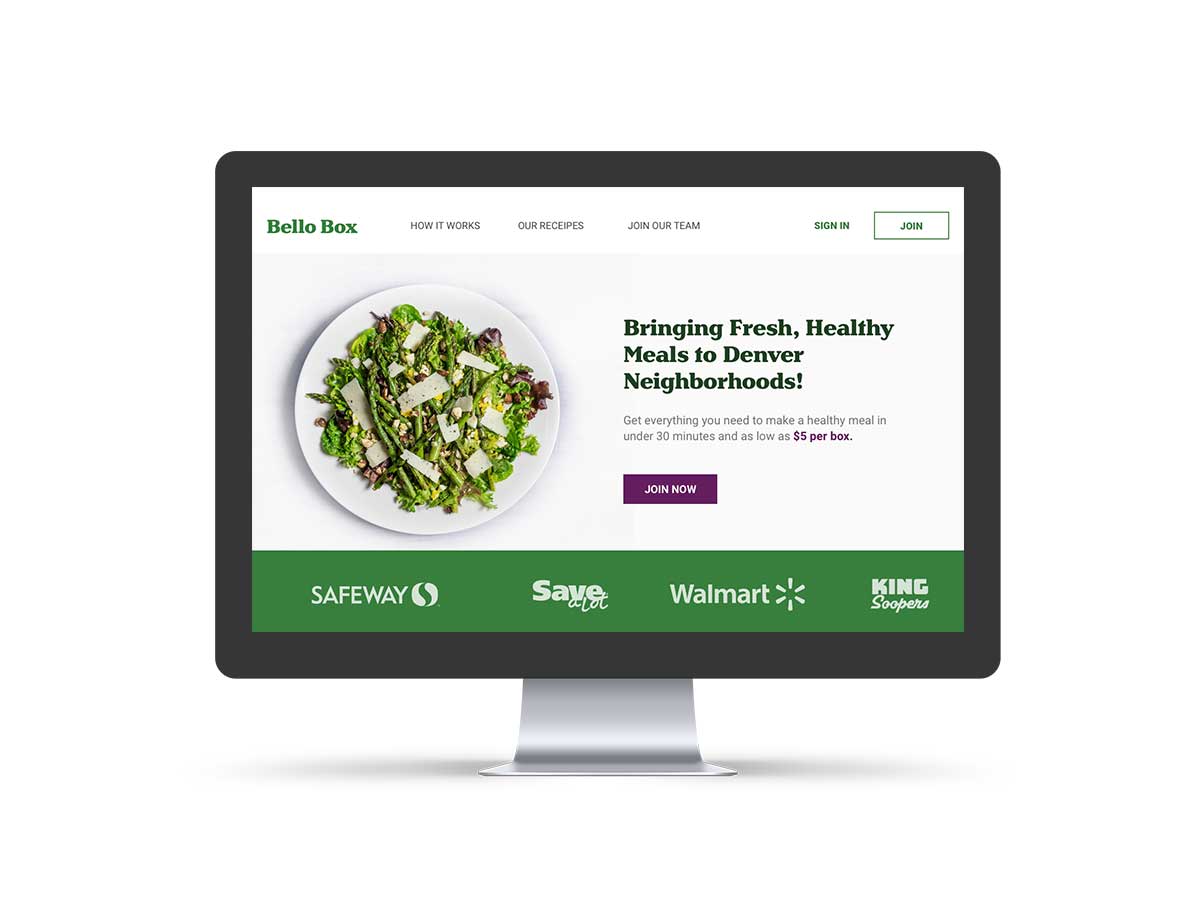 Bello Box
HOW IT WORKS
OUR RECEIPES
JOIN OUR TEAM
SIGN IN
JOIN
Bringing Fresh, Healthy
Meals to Denver
Neighborhoods!
Get everything you need to make a healthy meal in
under 30 minutes and as low as $5 per box.
JOIN NOW
SAFEWAY
Save
a lot
Walmart
KING
Soopers